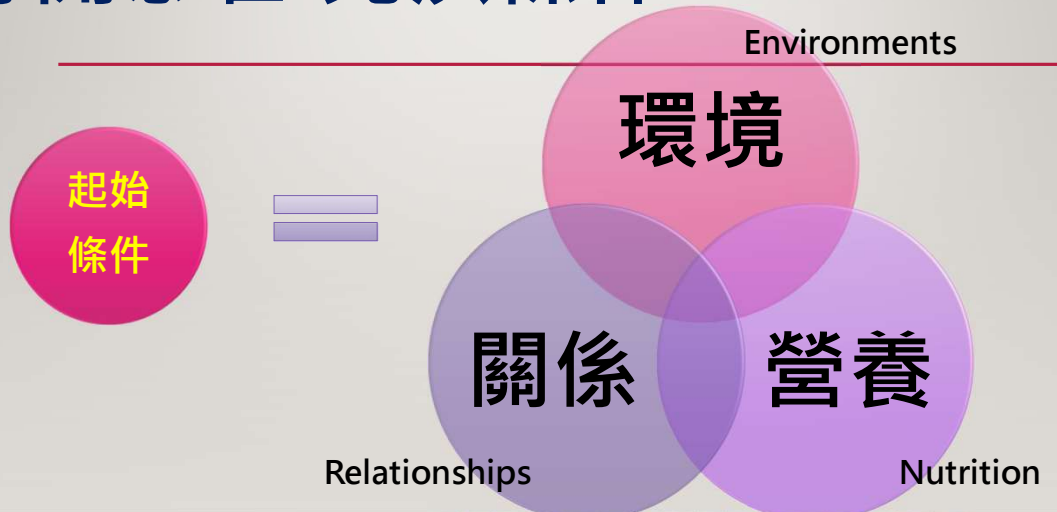 Environments
環境
起始
條件
關係
營養
Relationships
Nutrition